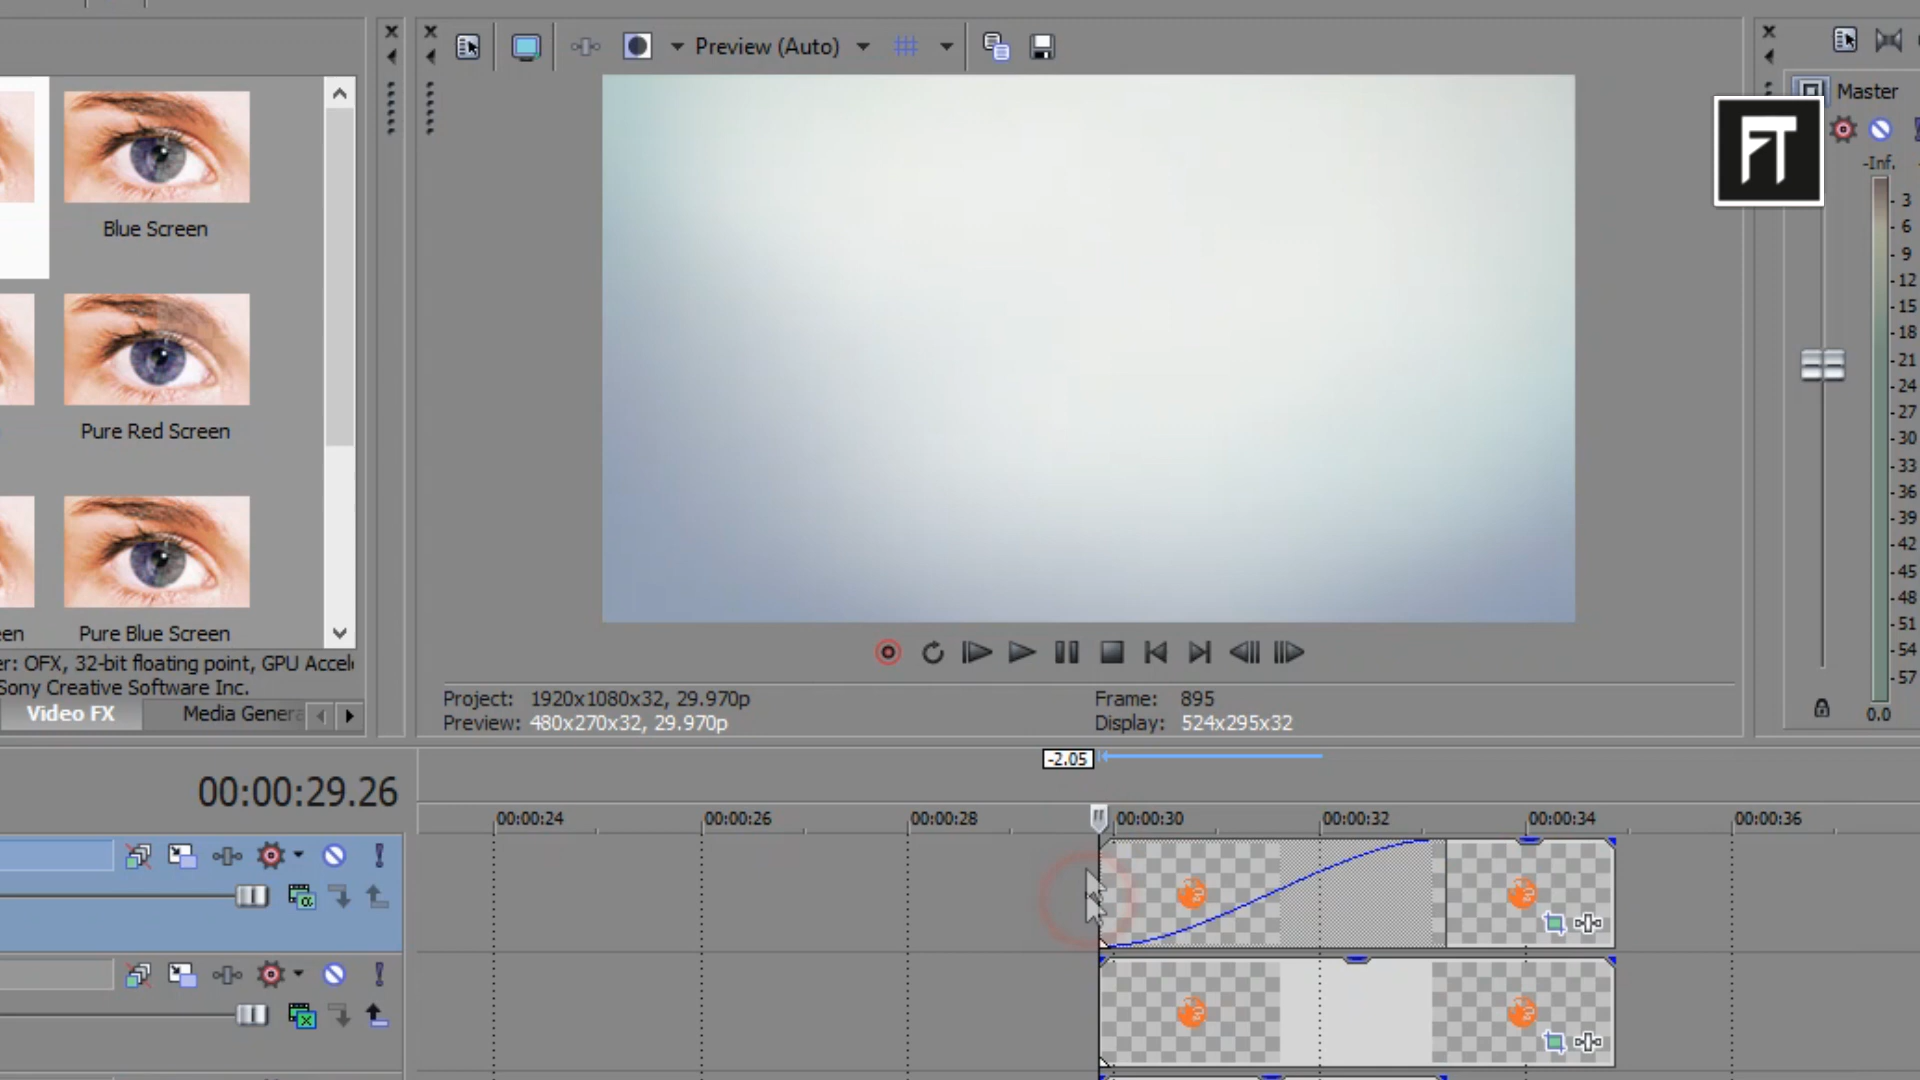 Preview (Auto)
Master
FT
-Inf.
Blue Screen
3
6
9
12
15
18
21
24
27
30
33
36
39
42
45
48
51
54
57
Pure Red Screen
Pure Blue Screen
er: OFX, 32-bit floating point, GPU Accele
Sony Creative Software Inc.
Video FX
Media Genera
Project: 1920x1080x32, 29.970p
Preview: 480x270x32, 29.970p
Frame: 895
Display: 524x295x32
0.0
-2.05
00:00:29.26
00:00:24
00:00:26
00:00:28
00:00:30
00:00:32
00:00:34
00:00:36